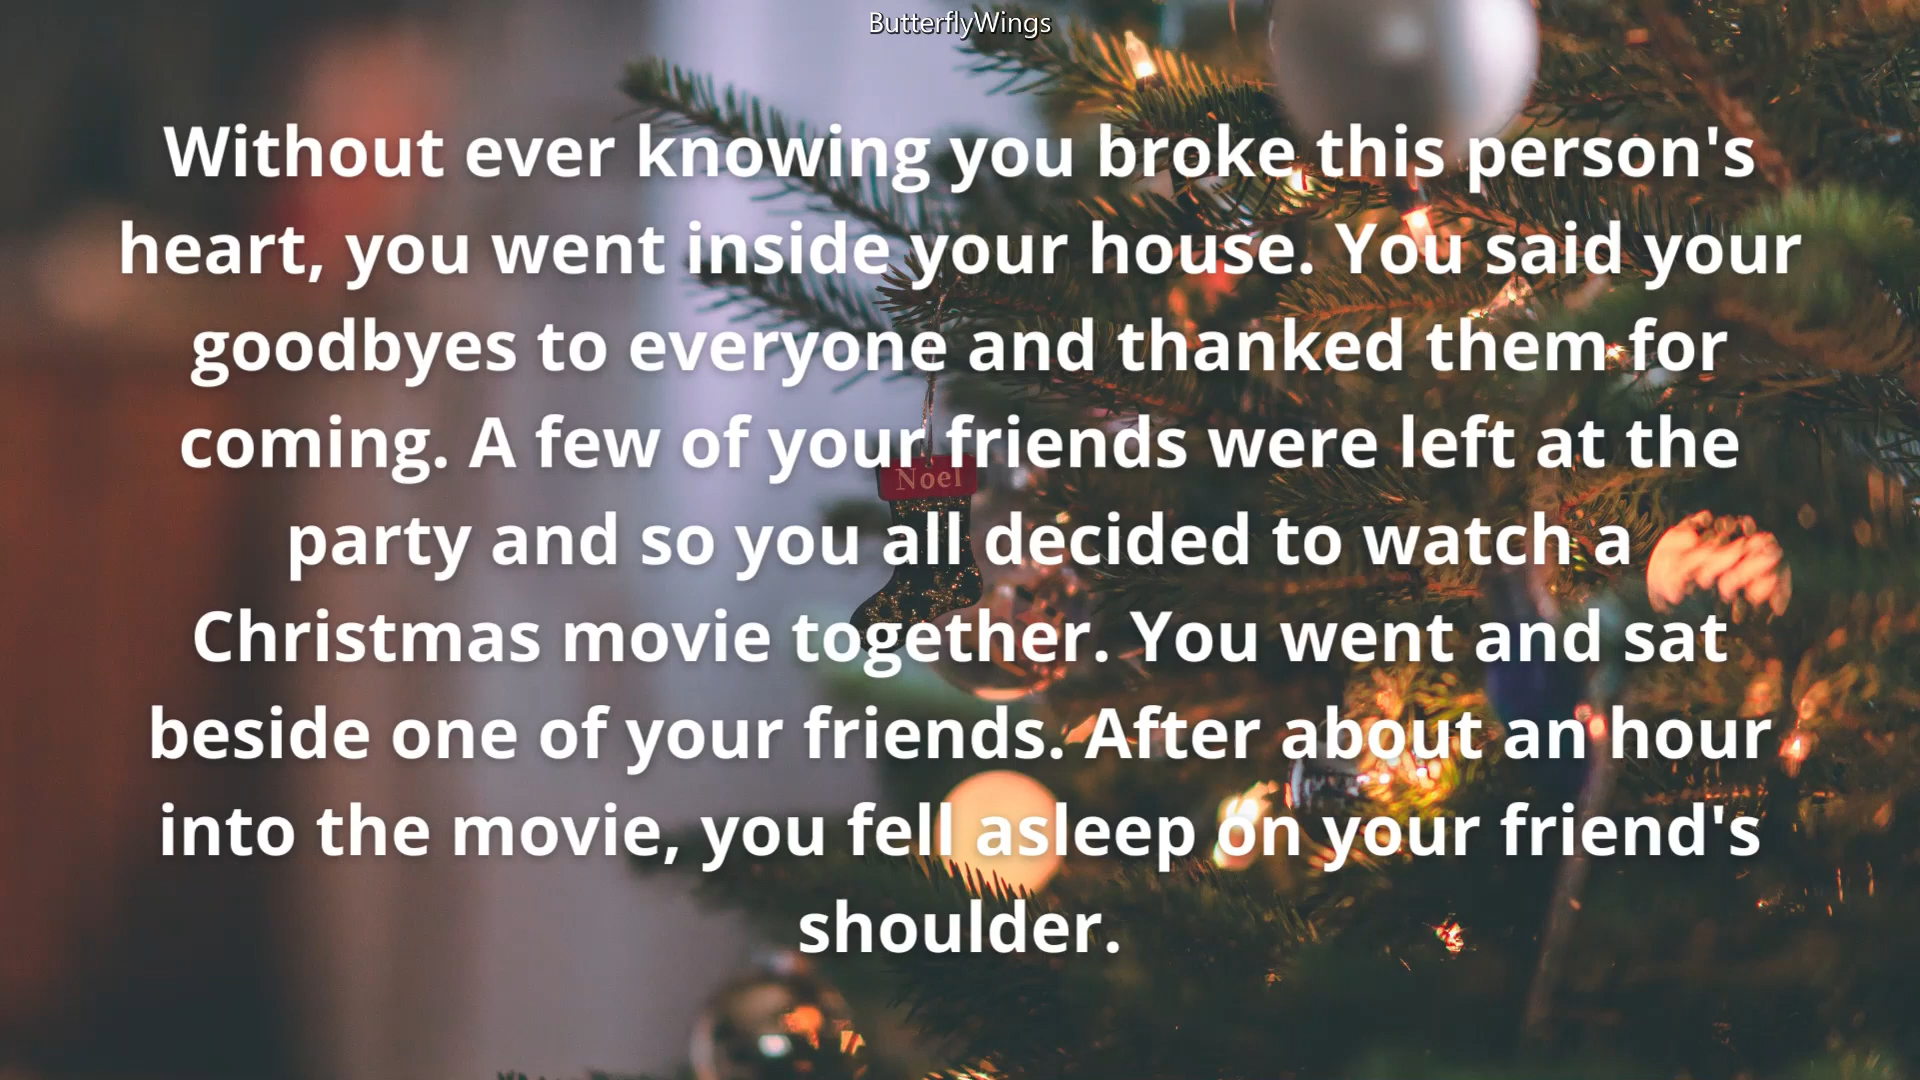 ButterflyWings
Without ever knowing you broke this person's
heart, you went inside your house. You said your
goodbyes to everyone and thanked them for
coming. A few of your friends were left at the
Noel
party and so you all decided to watch a
Christmas movie together. You went and sat
beside one of your friends. After about an hour
into the movie, you fell asleep on your friend's
shoulder.